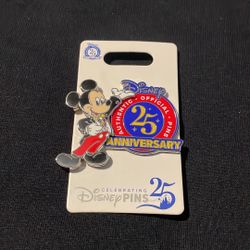 Disney
AUTHENTIC • OFFICIAL • PINS
25
ANNIVERSARY
CELEBRATING
Disney PINS 25